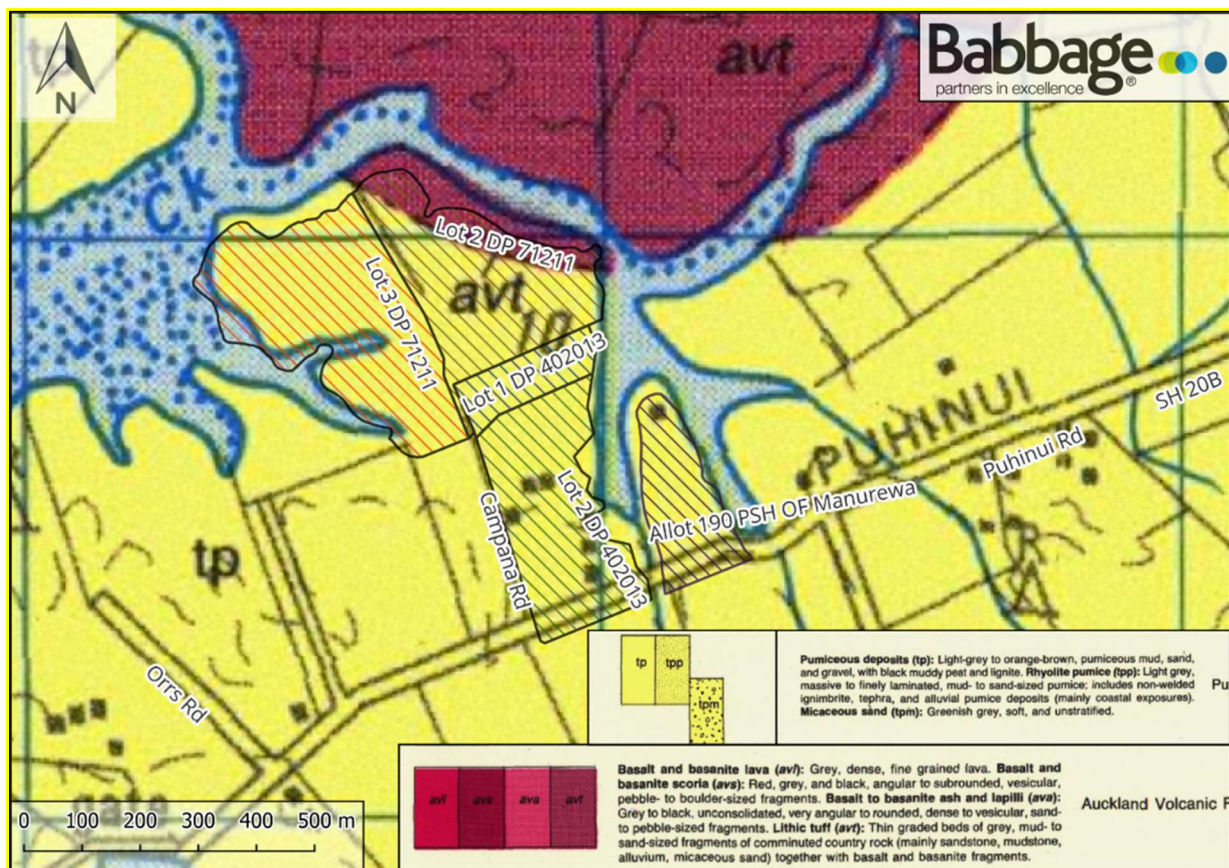 tp
N
avt
Babbage
partners in excellence ®
Ck
Lot 2 DP 71211
Lot 3 DP 71211
avt
10
Lot 1 DP 402013
SH 20B
PUHINUI
Puhinui Rd
Allot 190 PSH OF Manurewa
Lot 2 DP 402013
Campana Rd
tp
R
Orrs Rd
0 100 200 300 400 500 m
tp
tpp
tpm
Pumiceous deposits (tp): Light-grey to orange-brown, pumiceous mud, sand,
and gravel, with black muddy peat and lignite. Rhyolite pumice (tpp): Light grey,
massive to finely laminated, mud- to sand-sized pumice; includes non-welded
ignimbrite, tephra, and alluvial pumice deposits (mainly coastal exposures).
Micaceous sand (tpm): Greenish grey, soft, and unstratified.
Pu
avl
avs
ava
avt
Basalt and basanite lava (avl): Grey, dense, fine grained lava. Basalt and
basanite scoria (avs): Red, grey, and black, angular to subrounded, vesicular,
pebble- to boulder-sized fragments. Basalt to basanite ash and lapilli (ava):
Grey to black, unconsolidated, very angular to rounded, dense to vesicular, sand-
to pebble-sized fragments. Lithic tuff (avt): Thin graded beds of grey, mud- to
sand-sized fragments of comminuted country rock (mainly sandstone, mudstone,
alluvium, micaceous sand) together with basalt and basanite fragments.
Auckland Volcanic F